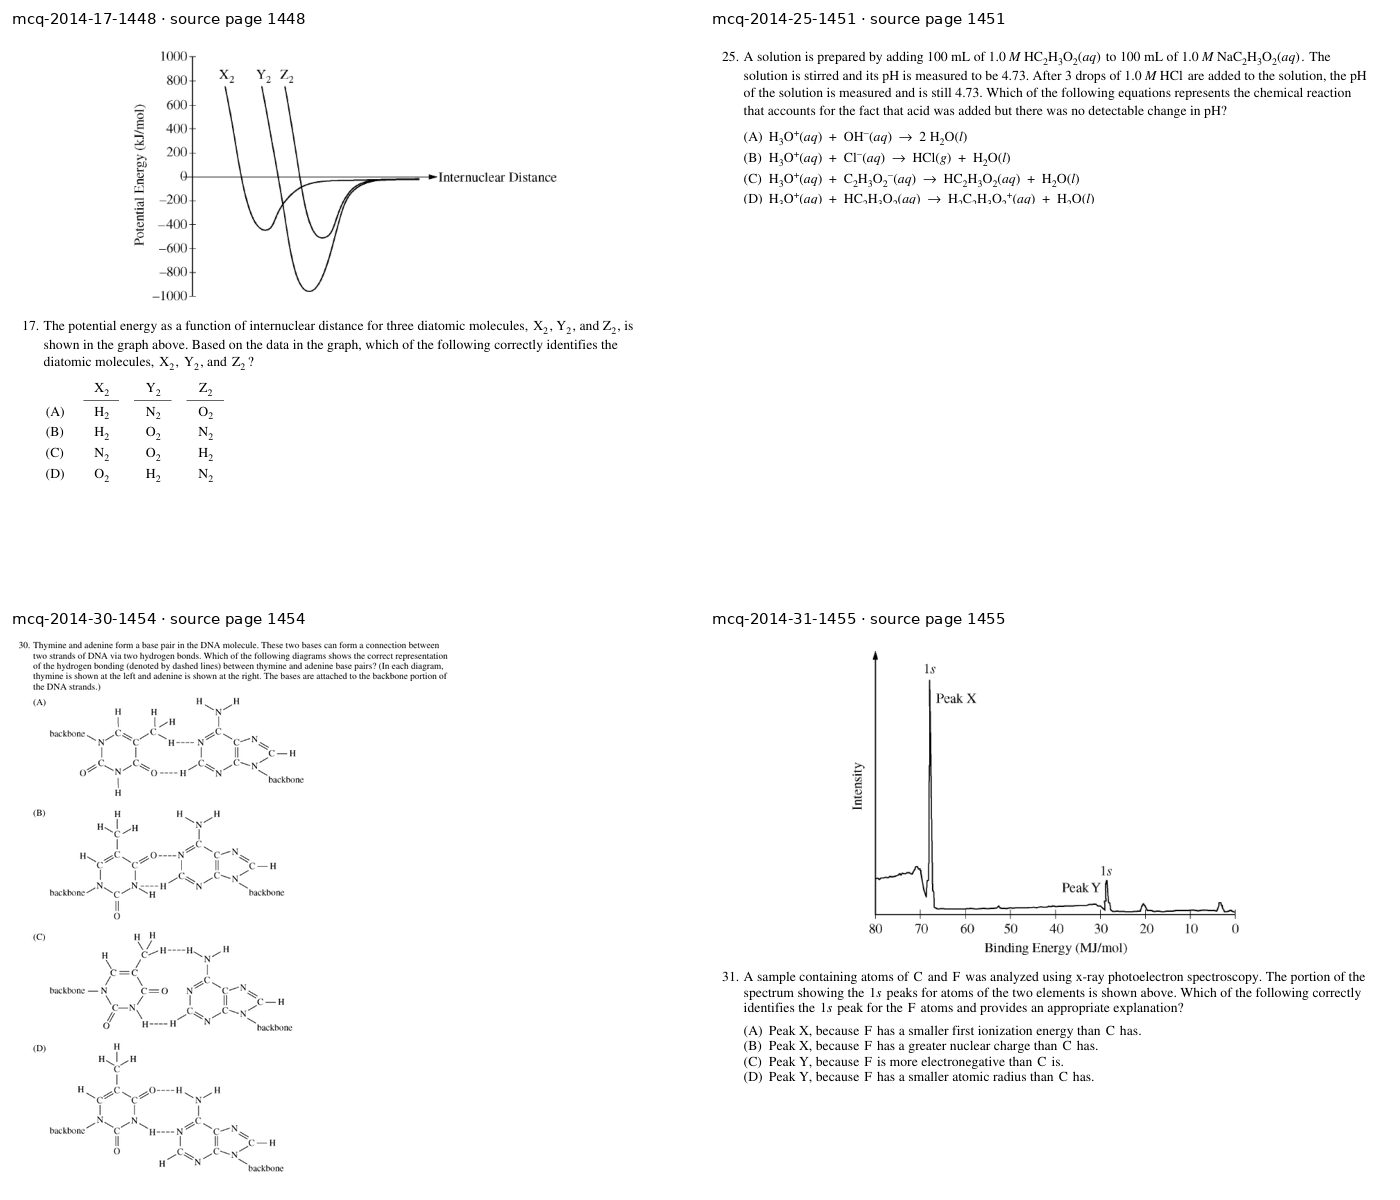 mcq-2014-17-1448 · source page 1448
1000
800
600
400
200
0
−200
−400
−600
−800
−1000
Potential Energy (kJ/mol)
X₂ Y₂ Z₂
Internuclear Distance
17. The potential energy as a function of internuclear distance for three diatomic molecules, X₂, Y₂, and Z₂, is
shown in the graph above. Based on the data in the graph, which of the following correctly identifies the
diatomic molecules, X₂, Y₂, and Z₂ ?
X₂ Y₂ Z₂
(A) H₂ N₂ O₂
(B) H₂ O₂ N₂
(C) N₂ O₂ H₂
(D) O₂ H₂ N₂
mcq-2014-25-1451 · source page 1451
25. A solution is prepared by adding 100 mL of 1.0 M HC₂H₃O₂(aq) to 100 mL of 1.0 M NaC₂H₃O₂(aq). The
solution is stirred and its pH is measured to be 4.73. After 3 drops of 1.0 M HCl are added to the solution, the pH
of the solution is measured and is still 4.73. Which of the following equations represents the chemical reaction
that accounts for the fact that acid was added but there was no detectable change in pH?
(A) H₃O⁺(aq) + OH⁻(aq) → 2 H₂O(l)
(B) H₃O⁺(aq) + Cl⁻(aq) → HCl(g) + H₂O(l)
(C) H₃O⁺(aq) + C₂H₃O₂⁻(aq) → HC₂H₃O₂(aq) + H₂O(l)
(D) H₃O⁺(aq) + HC₂H₃O₂(aq) → H₂C₂H₃O₂⁺(aq) + H₂O(l)
mcq-2014-30-1454 · source page 1454
30. Thymine and adenine form a base pair in the DNA molecule. These two bases can form a connection between
two strands of DNA via two hydrogen bonds. Which of the following diagrams shows the correct representation
of the hydrogen bonding (denoted by dashed lines) between thymine and adenine base pairs? (In each diagram,
thymine is shown at the left and adenine is shown at the right. The bases are attached to the backbone portion of
the DNA strands.)
(A)
H H
H H N
H
backbone N C C C H N C C N C H
O C N C O H C N C N
H backbone
(B)
H H H
H C H N
H C C O N C C N C H
C
backbone N N H C N C N
C H backbone
O
(C)
H H
H C H H N H
C C C
backbone N C O N C N C H
C N C N C N
O H H backbone
(D)
H
H C H
H C C O H N H
C
N N H N C C N
backbone C C N C N C H
O H backbone
mcq-2014-31-1455 · source page 1455
1s
Peak X
Intensity
1s
Peak Y
80 70 60 50 40 30 20 10 0
Binding Energy (MJ/mol)
31. A sample containing atoms of C and F was analyzed using x-ray photoelectron spectroscopy. The portion of the
spectrum showing the 1s peaks for atoms of the two elements is shown above. Which of the following correctly
identifies the 1s peak for the F atoms and provides an appropriate explanation?
(A) Peak X, because F has a smaller first ionization energy than C has.
(B) Peak X, because F has a greater nuclear charge than C has.
(C) Peak Y, because F is more electronegative than C is.
(D) Peak Y, because F has a smaller atomic radius than C has.